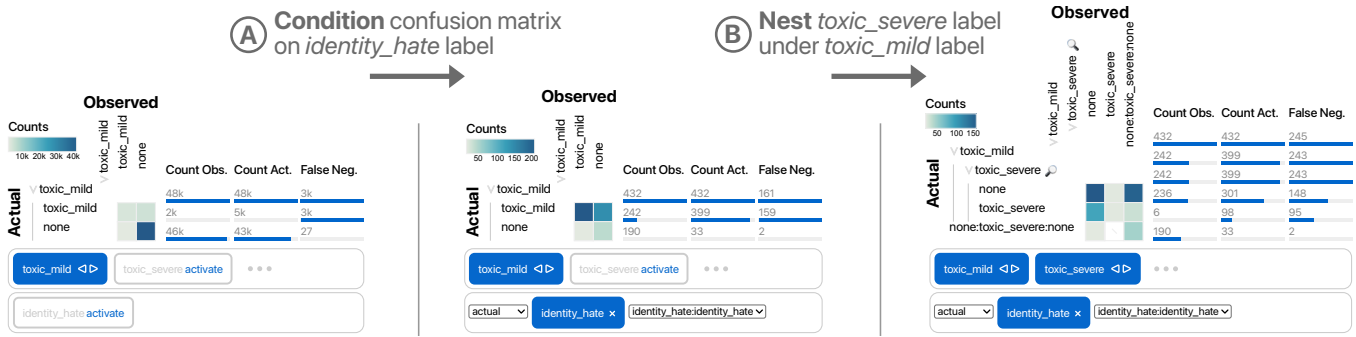 A Condition confusion matrix
on identity_hate label
B Nest toxic_severe label
under toxic_mild label
Observed
Counts
10k 20k 30k 40k
toxic_mild
toxic_mild
none
Count Obs. Count Act. False Neg.
Actual
toxic_mild
48k 48k 3k
toxic_mild
2k 5k 3k
none
46k 43k 27
toxic_mild
toxic_severe activate
identity_hate activate
Observed
Counts
50 100 150 200
toxic_mild
toxic_mild
none
Count Obs. Count Act. False Neg.
Actual
toxic_mild
432 432 161
toxic_mild
242 399 159
none
190 33 2
toxic_mild
toxic_severe activate
actual
identity_hate ×
identity_hate:identity_hate
Observed
Counts
50 100 150
toxic_mild
toxic_severe
none
toxic_severe
none:toxic_severe:none
Count Obs. Count Act. False Neg.
432 432 245
Actual
toxic_mild
242 399 243
toxic_severe
242 399 243
none
236 301 148
toxic_severe
6 98 95
none:toxic_severe:none
190 33 2
toxic_mild
toxic_severe
actual
identity_hate ×
identity_hate:identity_hate